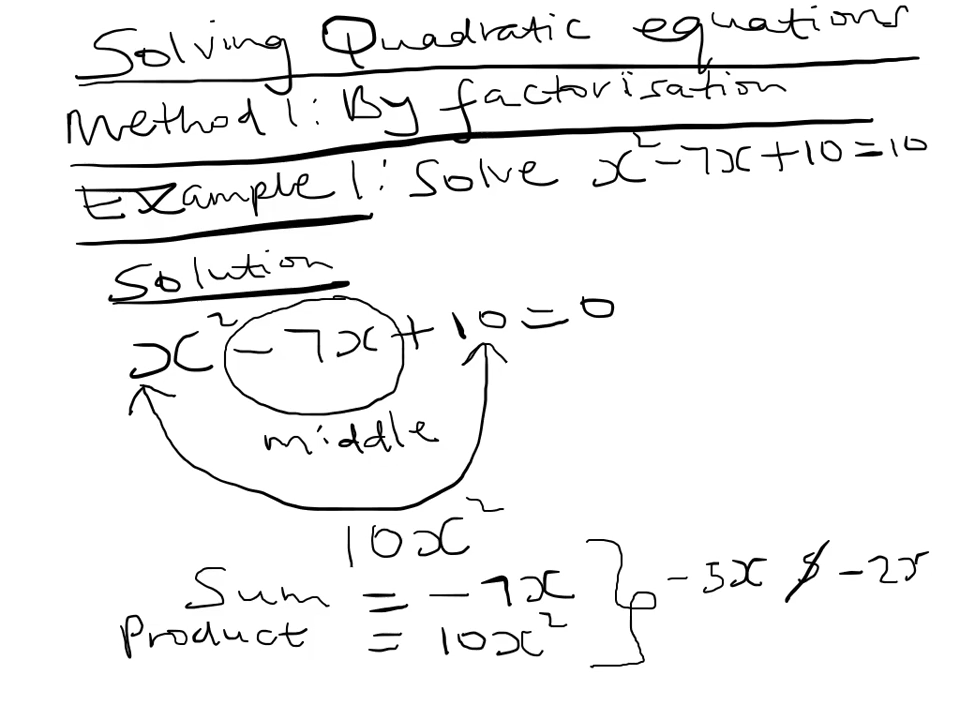 Solving Quadratic equations
Method 1: By factorisation
Example 1: Solve x²-7x+10=10
Solution
x²-7x+10=0
middle
10x²
Sum = -7x
Product = 10x²
-5x & -2x